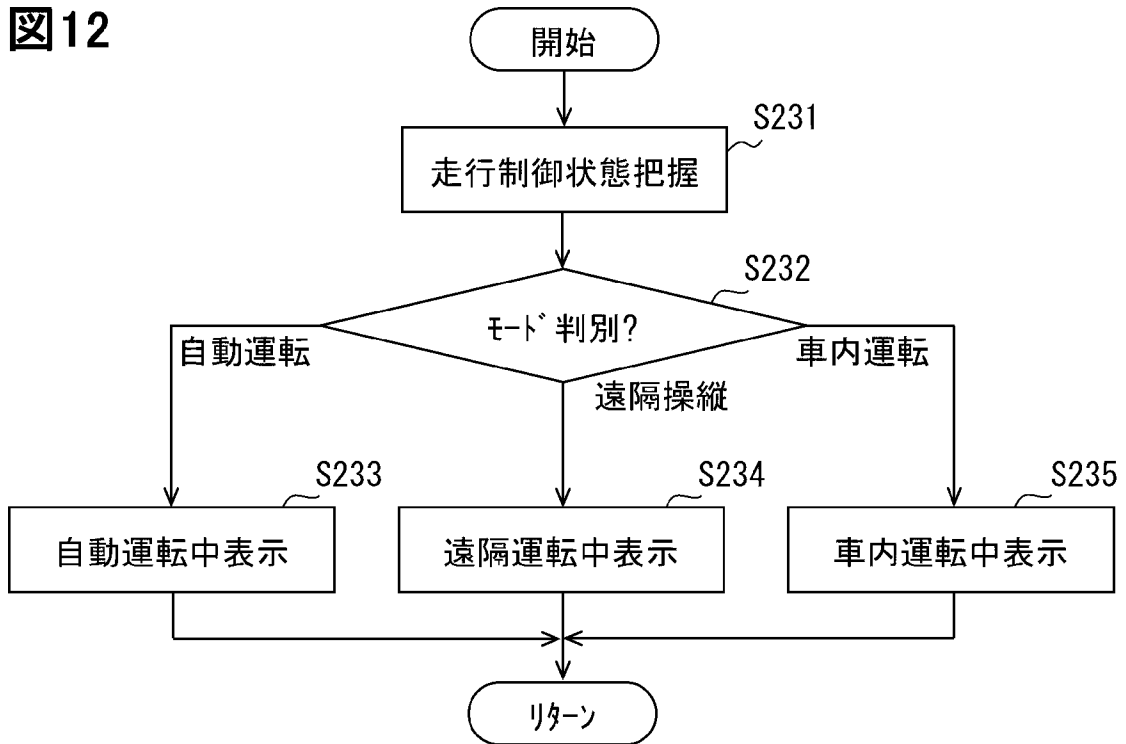 図12
開始
S231
走行制御状態把握
S232
ﾓｰﾄﾞ判別?
自動運転
車内運転
遠隔操縦
S233
S234
S235
自動運転中表示
遠隔運転中表示
車内運転中表示
ﾘﾀｰﾝ